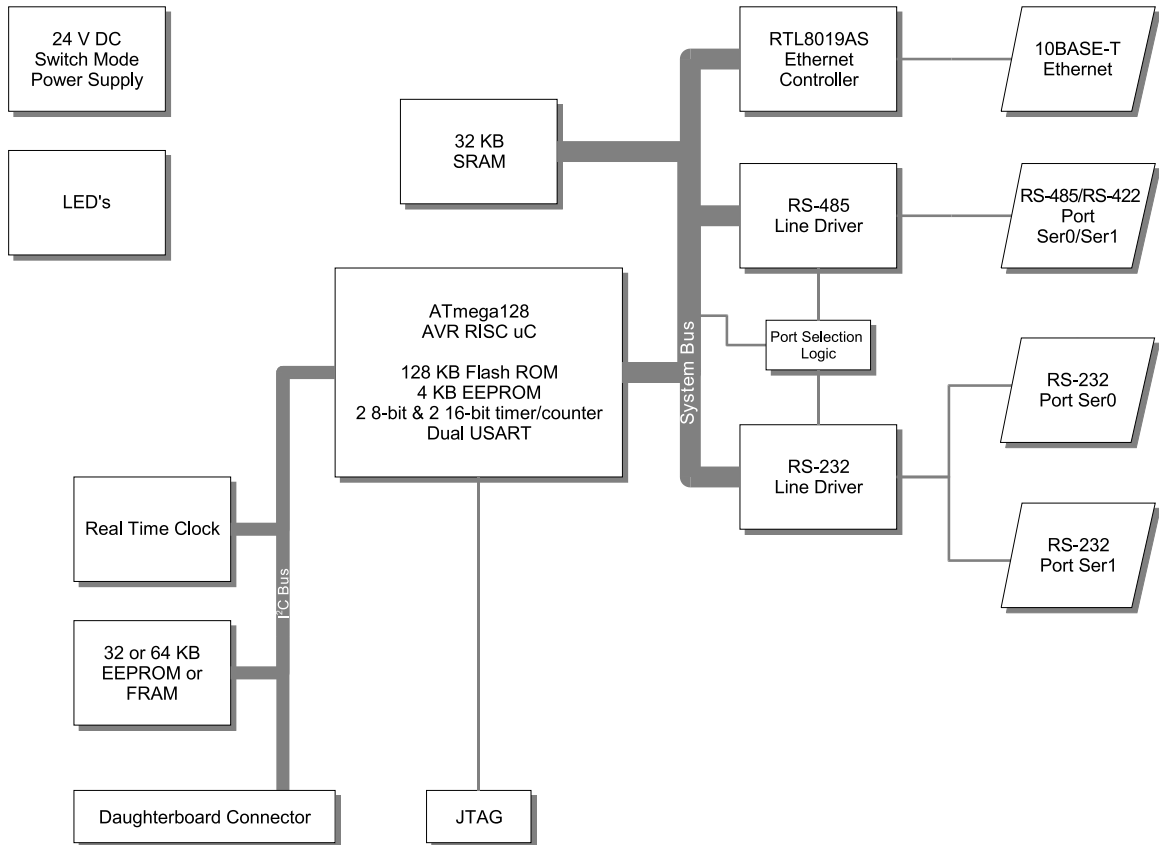 24 V DC
Switch Mode
Power Supply
LED's
32 KB
SRAM
RTL8019AS
Ethernet
Controller
10BASE-T
Ethernet
RS-485
Line Driver
RS-485/RS-422
Port
Ser0/Ser1
ATmega128
AVR RISC uC
128 KB Flash ROM
4 KB EEPROM
2 8-bit & 2 16-bit timer/counter
Dual USART
System Bus
Port Selection
Logic
RS-232
Line Driver
RS-232
Port Ser0
RS-232
Port Ser1
Real Time Clock
I²C Bus
32 or 64 KB
EEPROM or
FRAM
Daughterboard Connector
JTAG